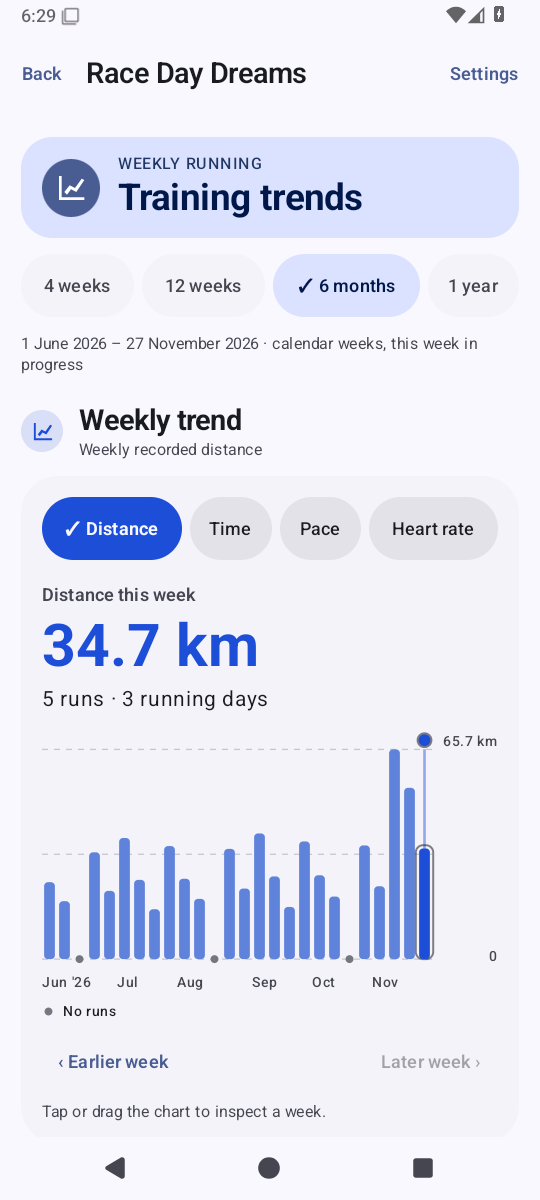 6:29
Back Race Day Dreams Settings
WEEKLY RUNNING
Training trends
4 weeks 12 weeks ✓ 6 months 1 year
1 June 2026 – 27 November 2026 · calendar weeks, this week in
progress
Weekly trend
Weekly recorded distance
✓ Distance Time Pace Heart rate
Distance this week
34.7 km
5 runs · 3 running days
65.7 km
0
Jun '26 Jul Aug Sep Oct Nov
No runs
‹ Earlier week Later week ›
Tap or drag the chart to inspect a week.